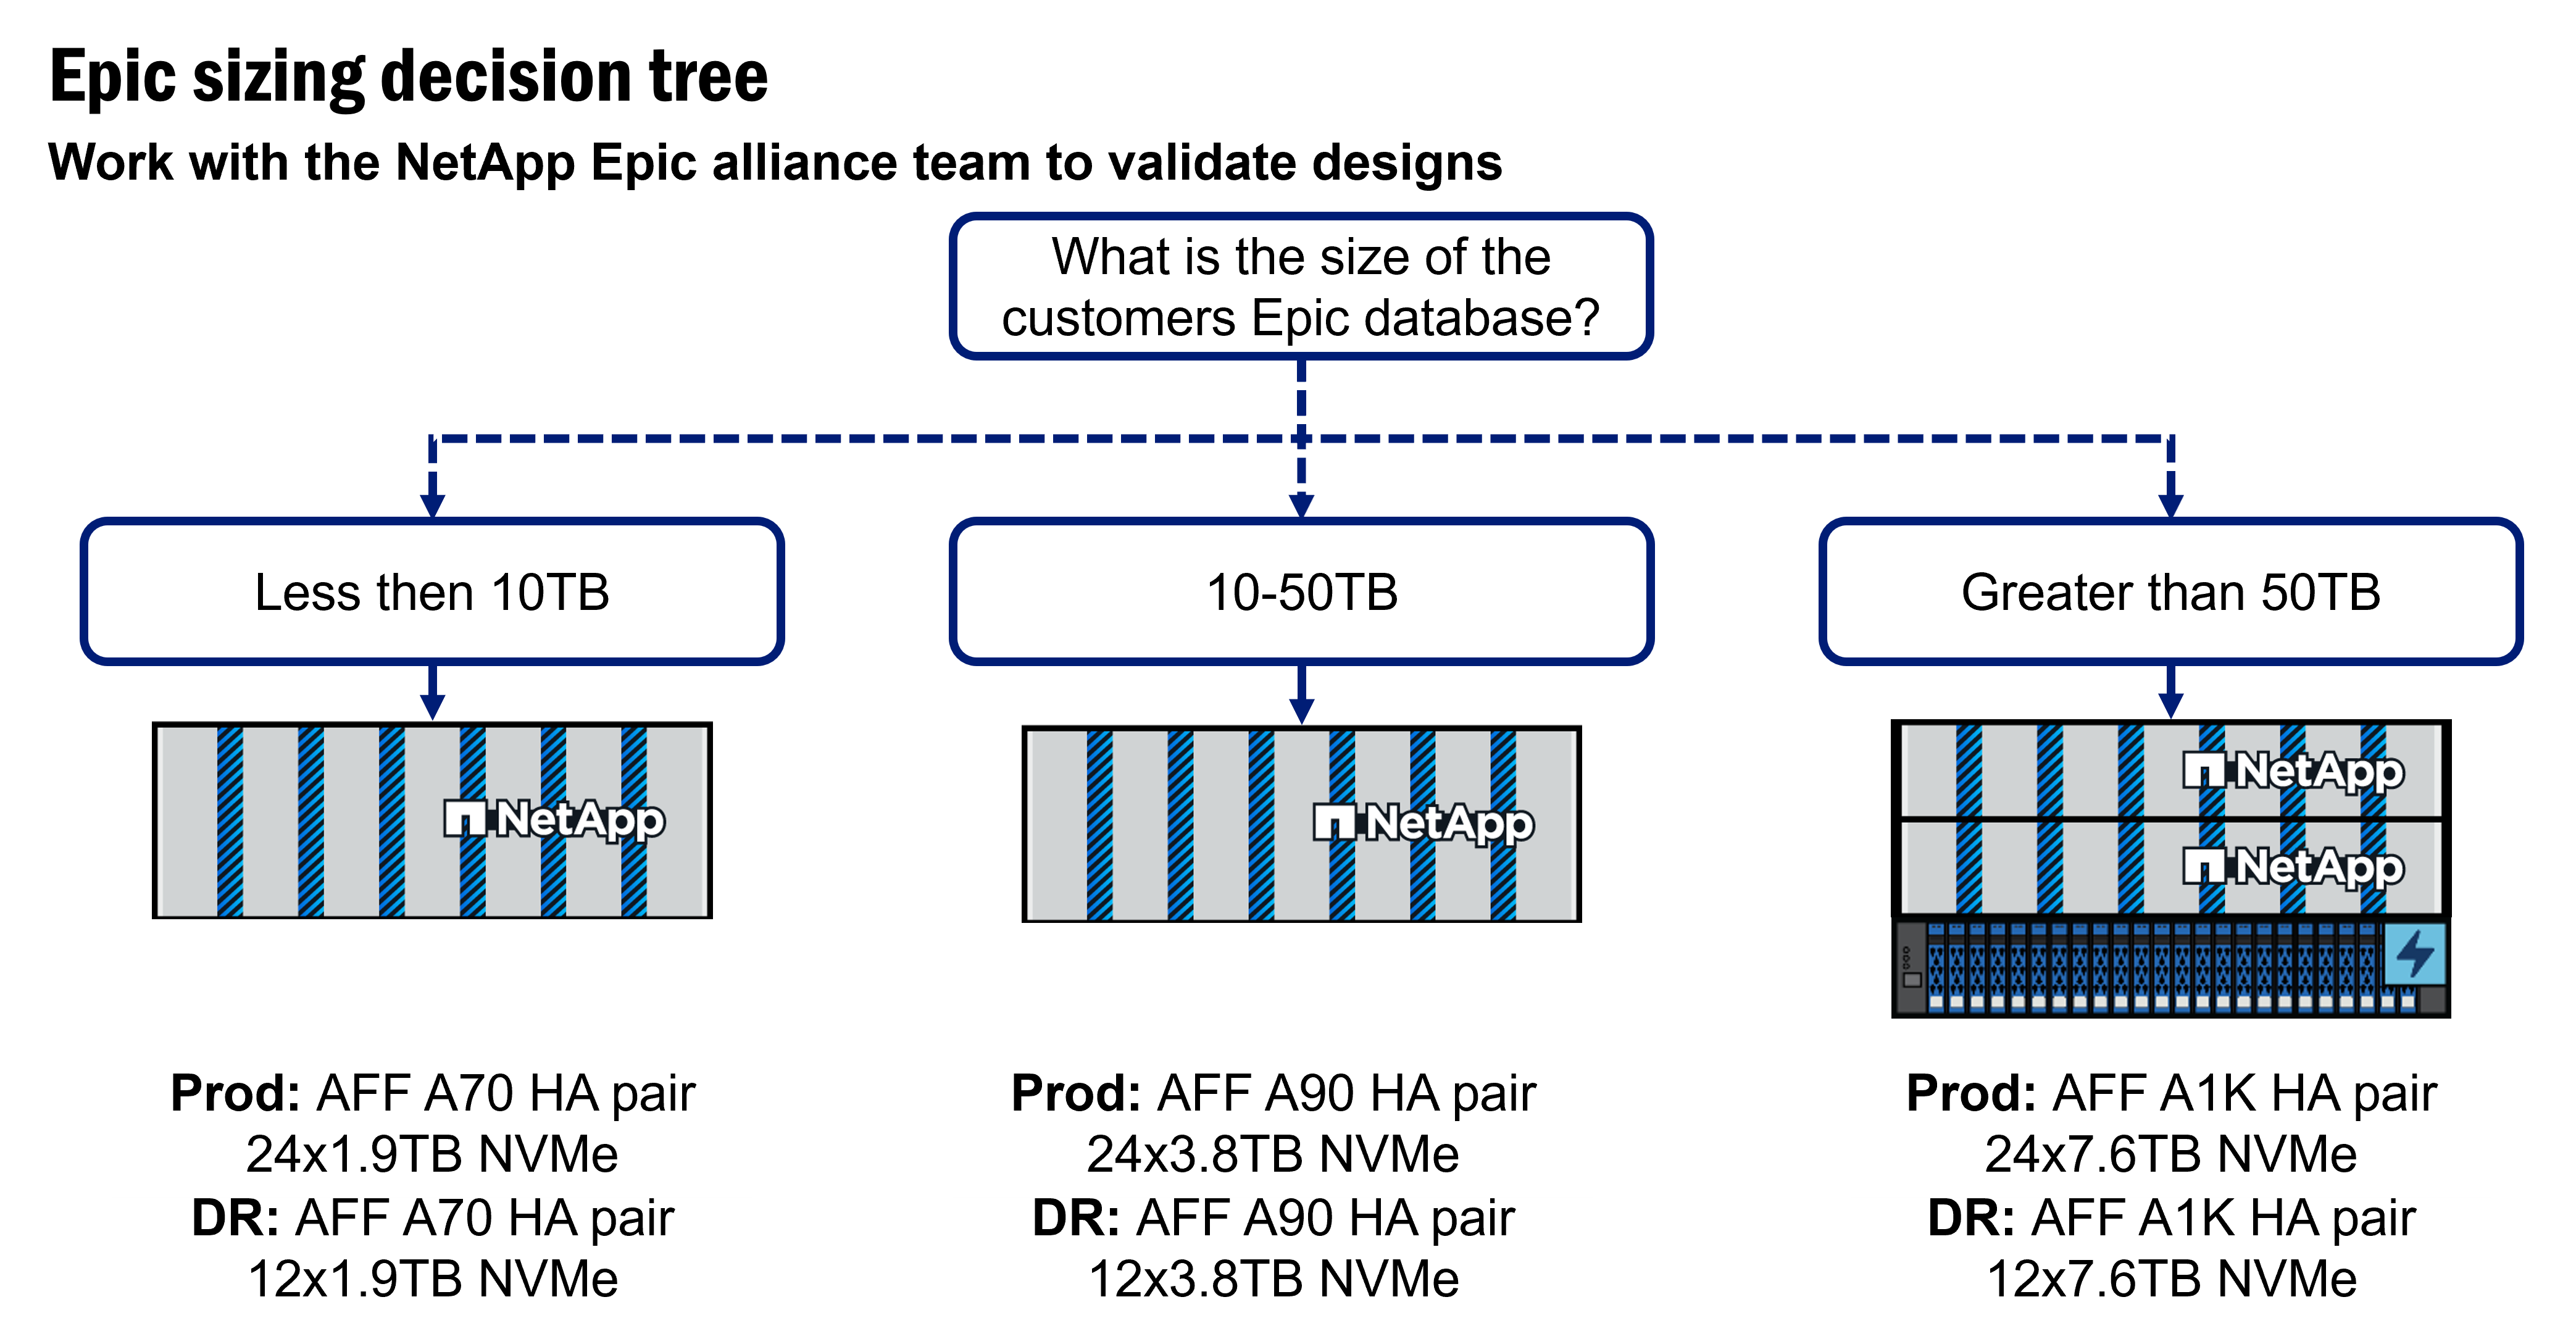 Epic sizing decision tree
Work with the NetApp Epic alliance team to validate designs
What is the size of the
customers Epic database?
Less then 10TB
10-50TB
Greater than 50TB
NetApp
NetApp
NetApp
NetApp
Prod: AFF A70 HA pair
24x1.9TB NVMe
DR: AFF A70 HA pair
12x1.9TB NVMe
Prod: AFF A90 HA pair
24x3.8TB NVMe
DR: AFF A90 HA pair
12x3.8TB NVMe
Prod: AFF A1K HA pair
24x7.6TB NVMe
DR: AFF A1K HA pair
12x7.6TB NVMe